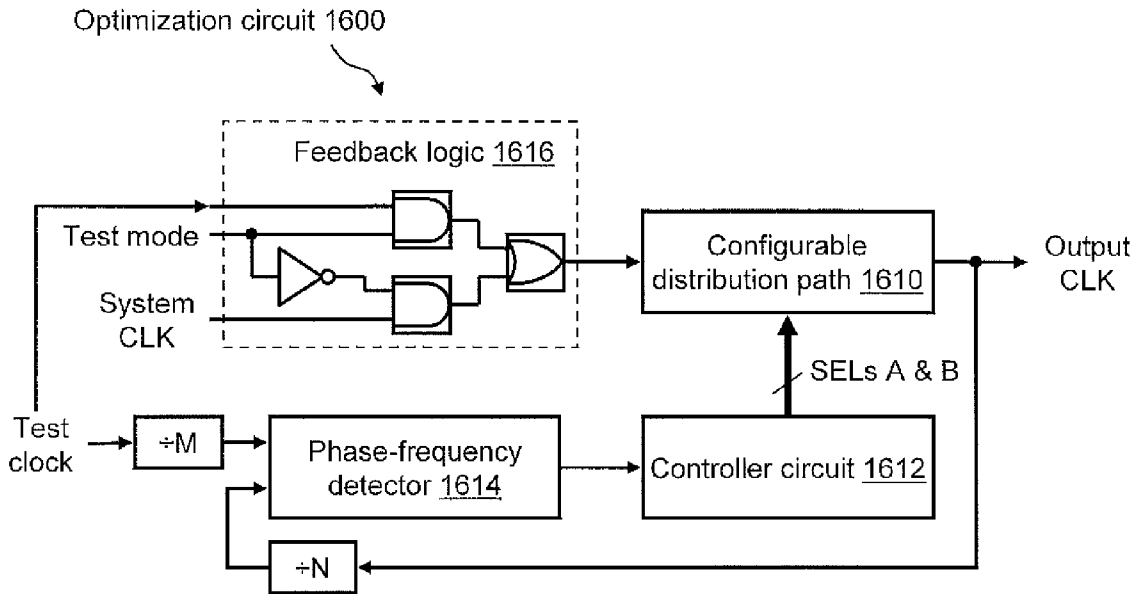 Optimization circuit 1600
Feedback logic 1616
Test mode
System
CLK
Configurable
distribution path 1610
Output
CLK
SELs A & B
Test
clock
÷M
Phase-frequency
detector 1614
Controller circuit 1612
÷N